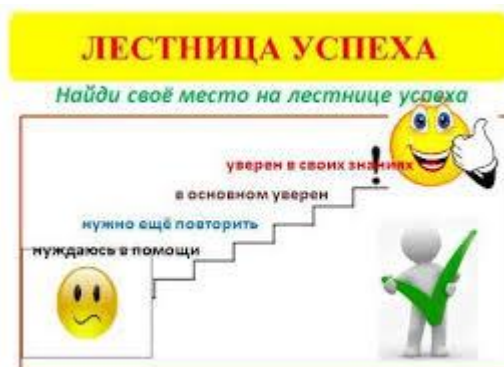 ЛЕСТНИЦА УСПЕХА
Найди своё место на лестнице успеха
уверен в своих знаниях
!
в основном уверен
нужно ещё повторить
нуждаюсь в помощи